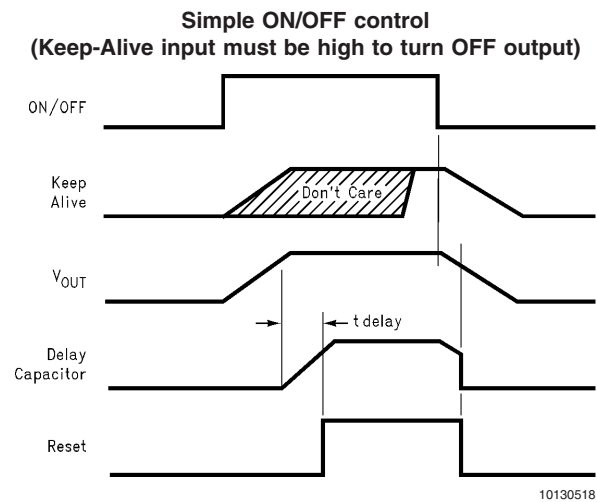 Simple ON/OFF control
(Keep-Alive input must be high to turn OFF output)
ON/OFF
Keep
Alive
Don't Care
VOUT
t delay
Delay
Capacitor
Reset
10130518